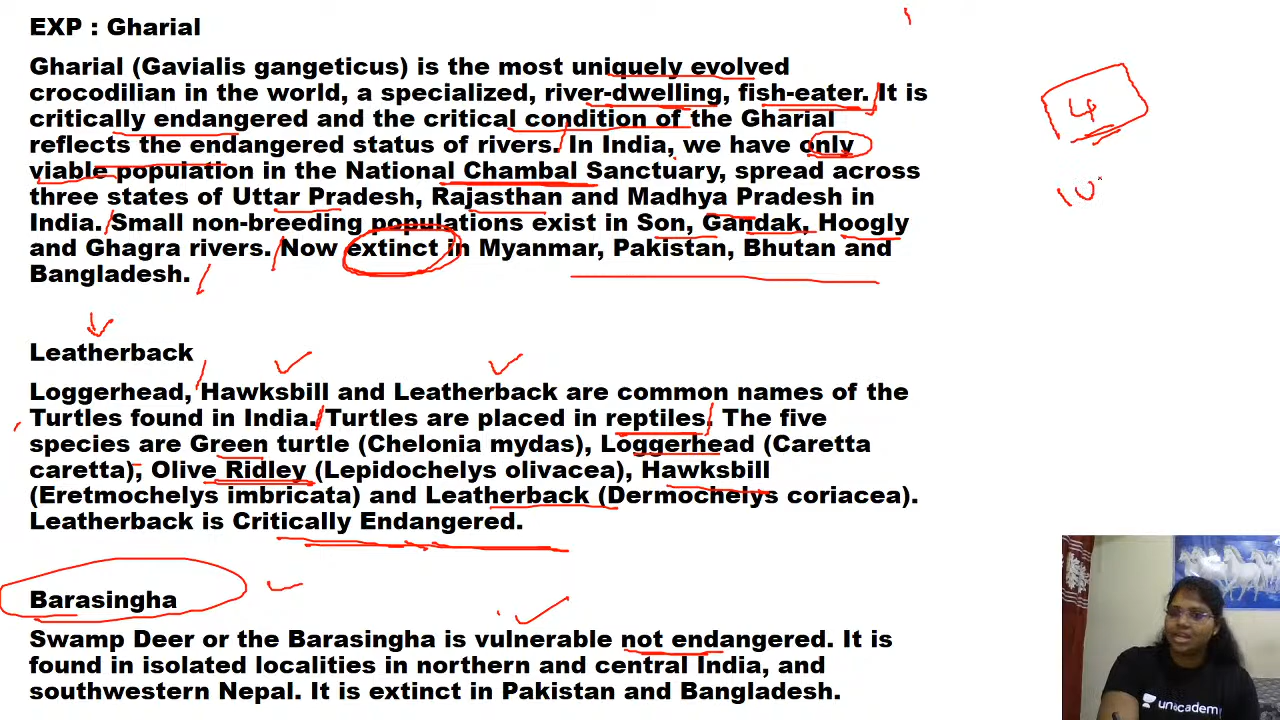 EXP : Gharial
Gharial (Gavialis gangeticus) is the most uniquely evolved
crocodilian in the world, a specialized, river-dwelling, fish-eater. It is
critically endangered and the critical condition of the Gharial
reflects the endangered status of rivers. In India, we have only
viable population in the National Chambal Sanctuary, spread across
three states of Uttar Pradesh, Rajasthan and Madhya Pradesh in
India. Small non-breeding populations exist in Son, Gandak, Hoogly
and Ghagra rivers. Now extinct in Myanmar, Pakistan, Bhutan and
Bangladesh.
Leatherback
Loggerhead, Hawksbill and Leatherback are common names of the
Turtles found in India. Turtles are placed in reptiles. The five
species are Green turtle (Chelonia mydas), Loggerhead (Caretta
caretta), Olive Ridley (Lepidochelys olivacea), Hawksbill
(Eretmochelys imbricata) and Leatherback (Dermochelys coriacea).
Leatherback is Critically Endangered.
Barasingha
Swamp Deer or the Barasingha is vulnerable not endangered. It is
found in isolated localities in northern and central India, and
southwestern Nepal. It is extinct in Pakistan and Bangladesh.
unacademy